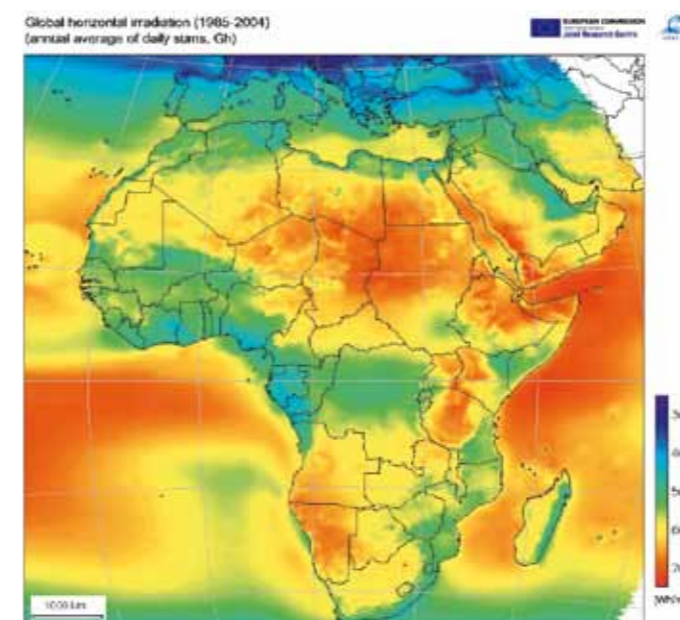 Global horizontal irradiation (1985-2004)
(annual average of daily sums, Gh)
EUROPEAN COMMISSION
Joint Research Centre
1000 km